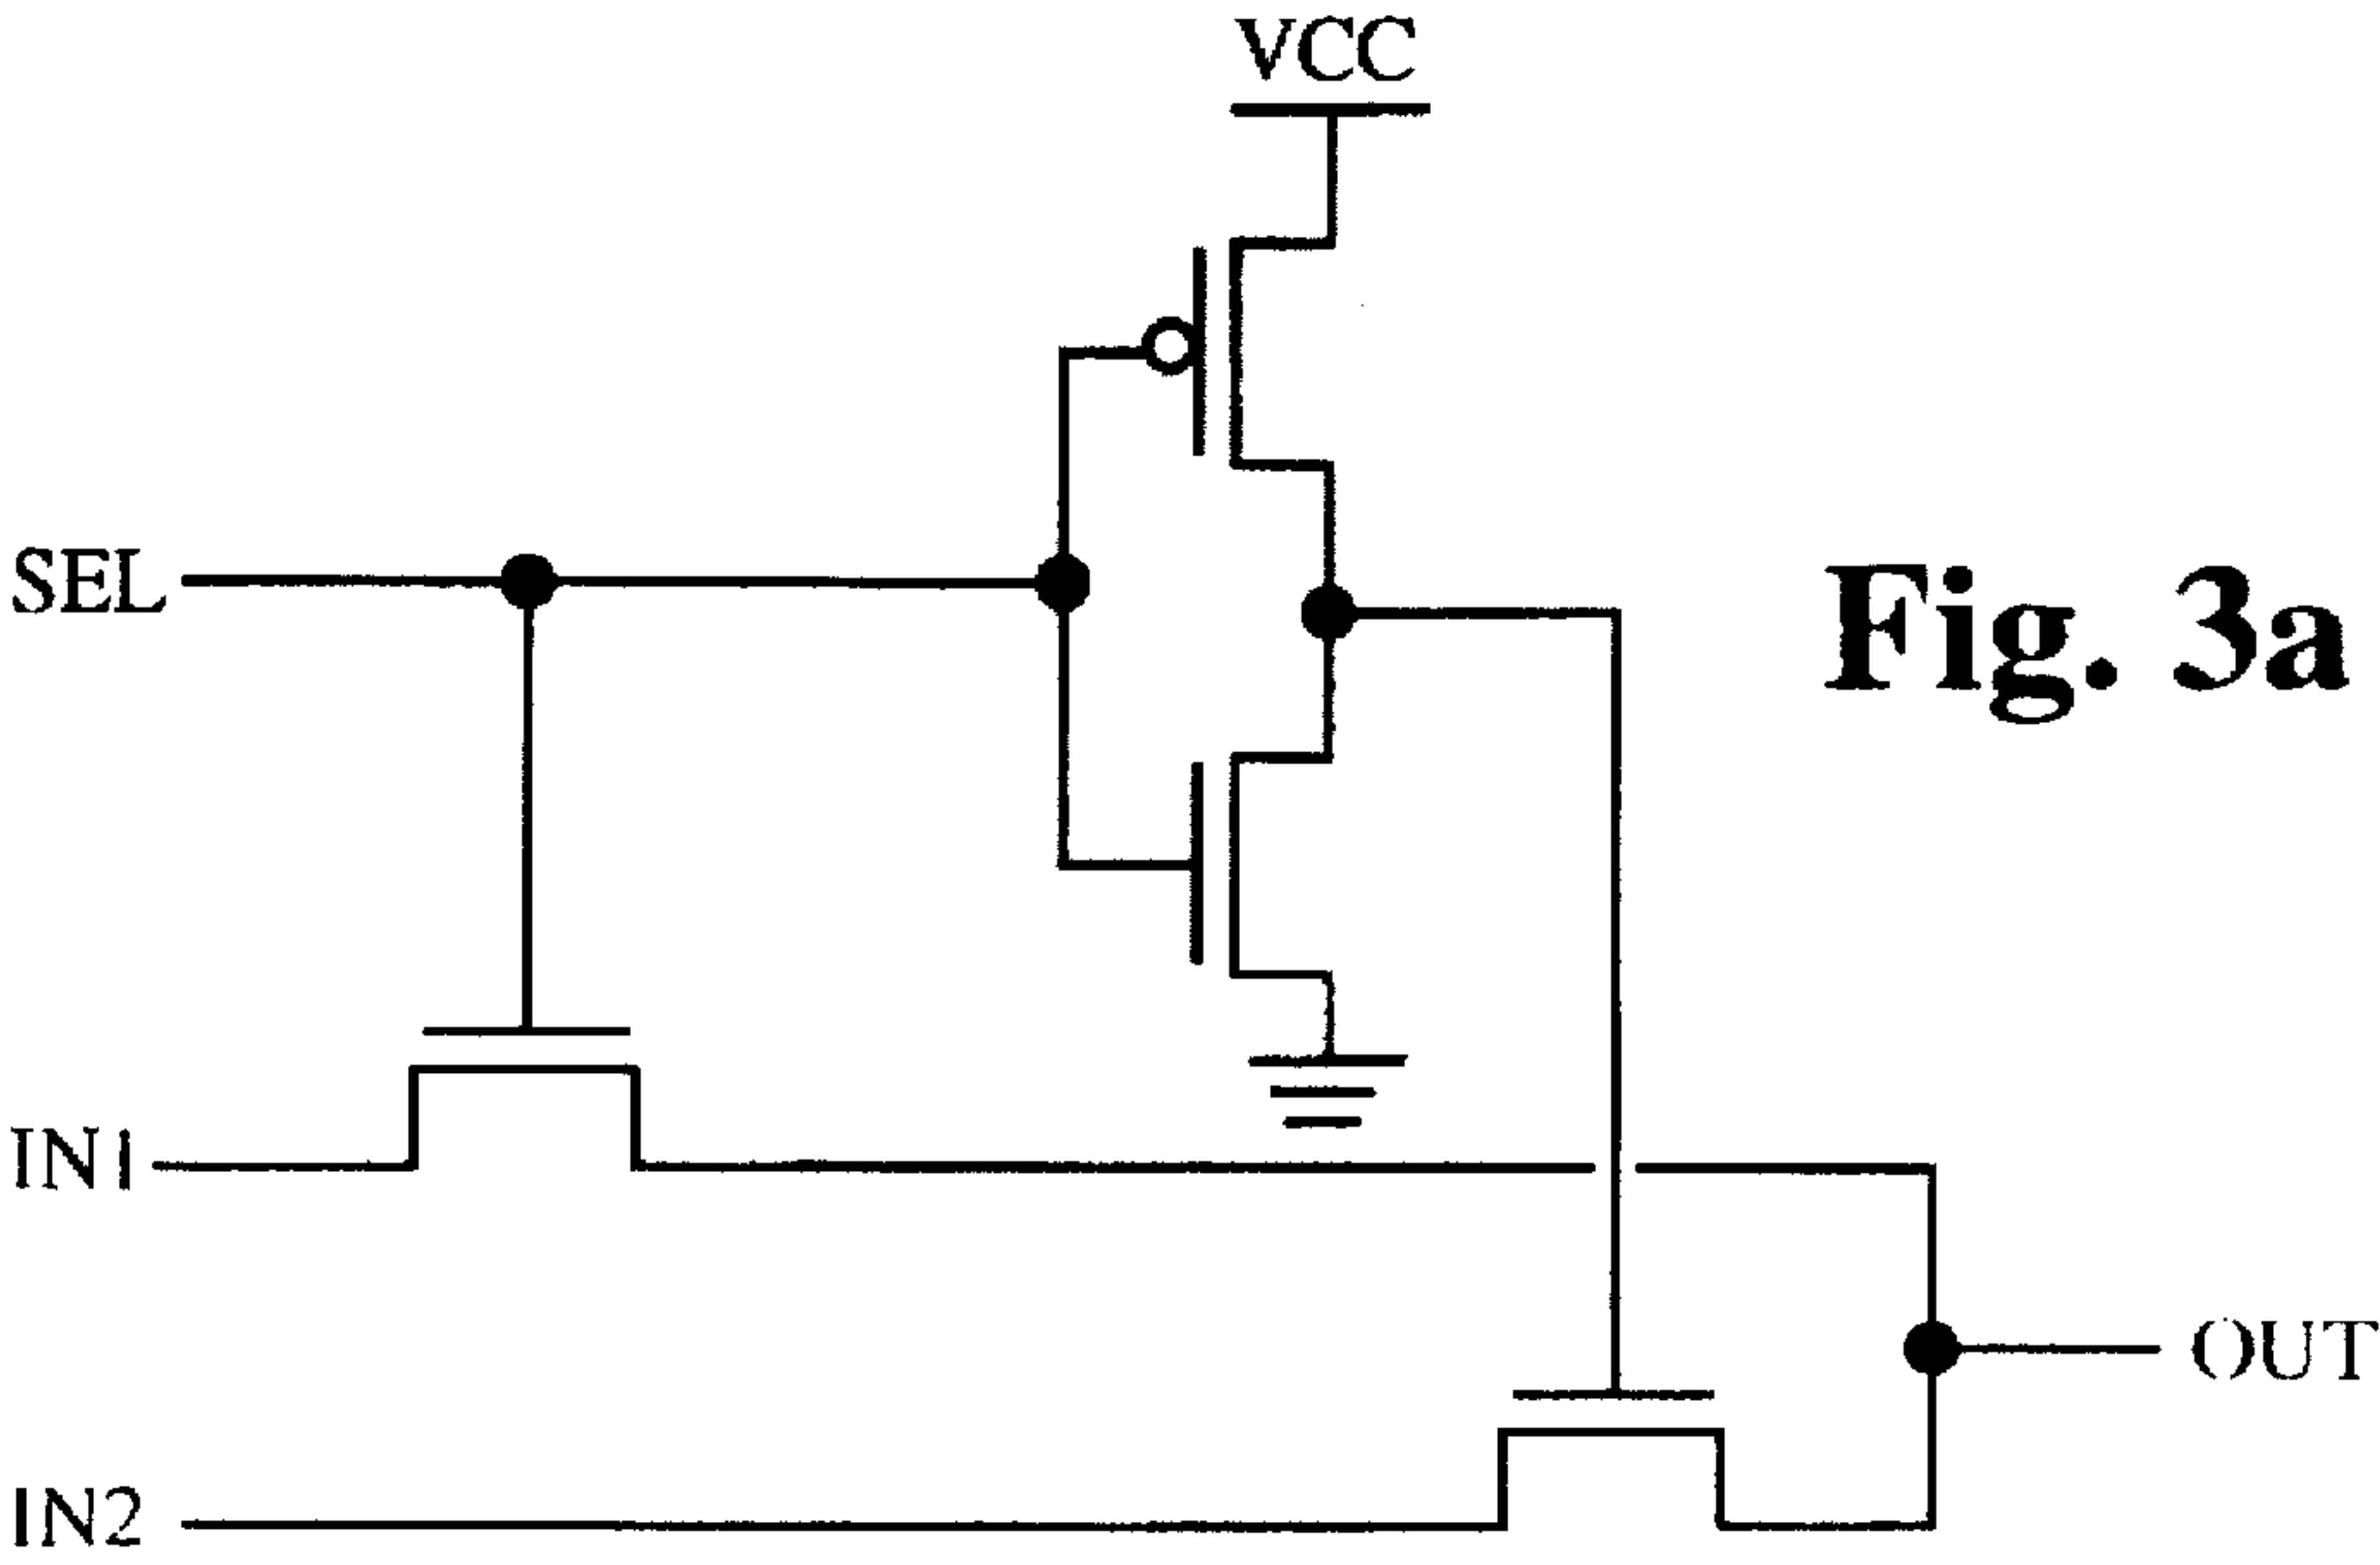 VCC
SEL
Fig. 3a
IN1
OUT
IN2